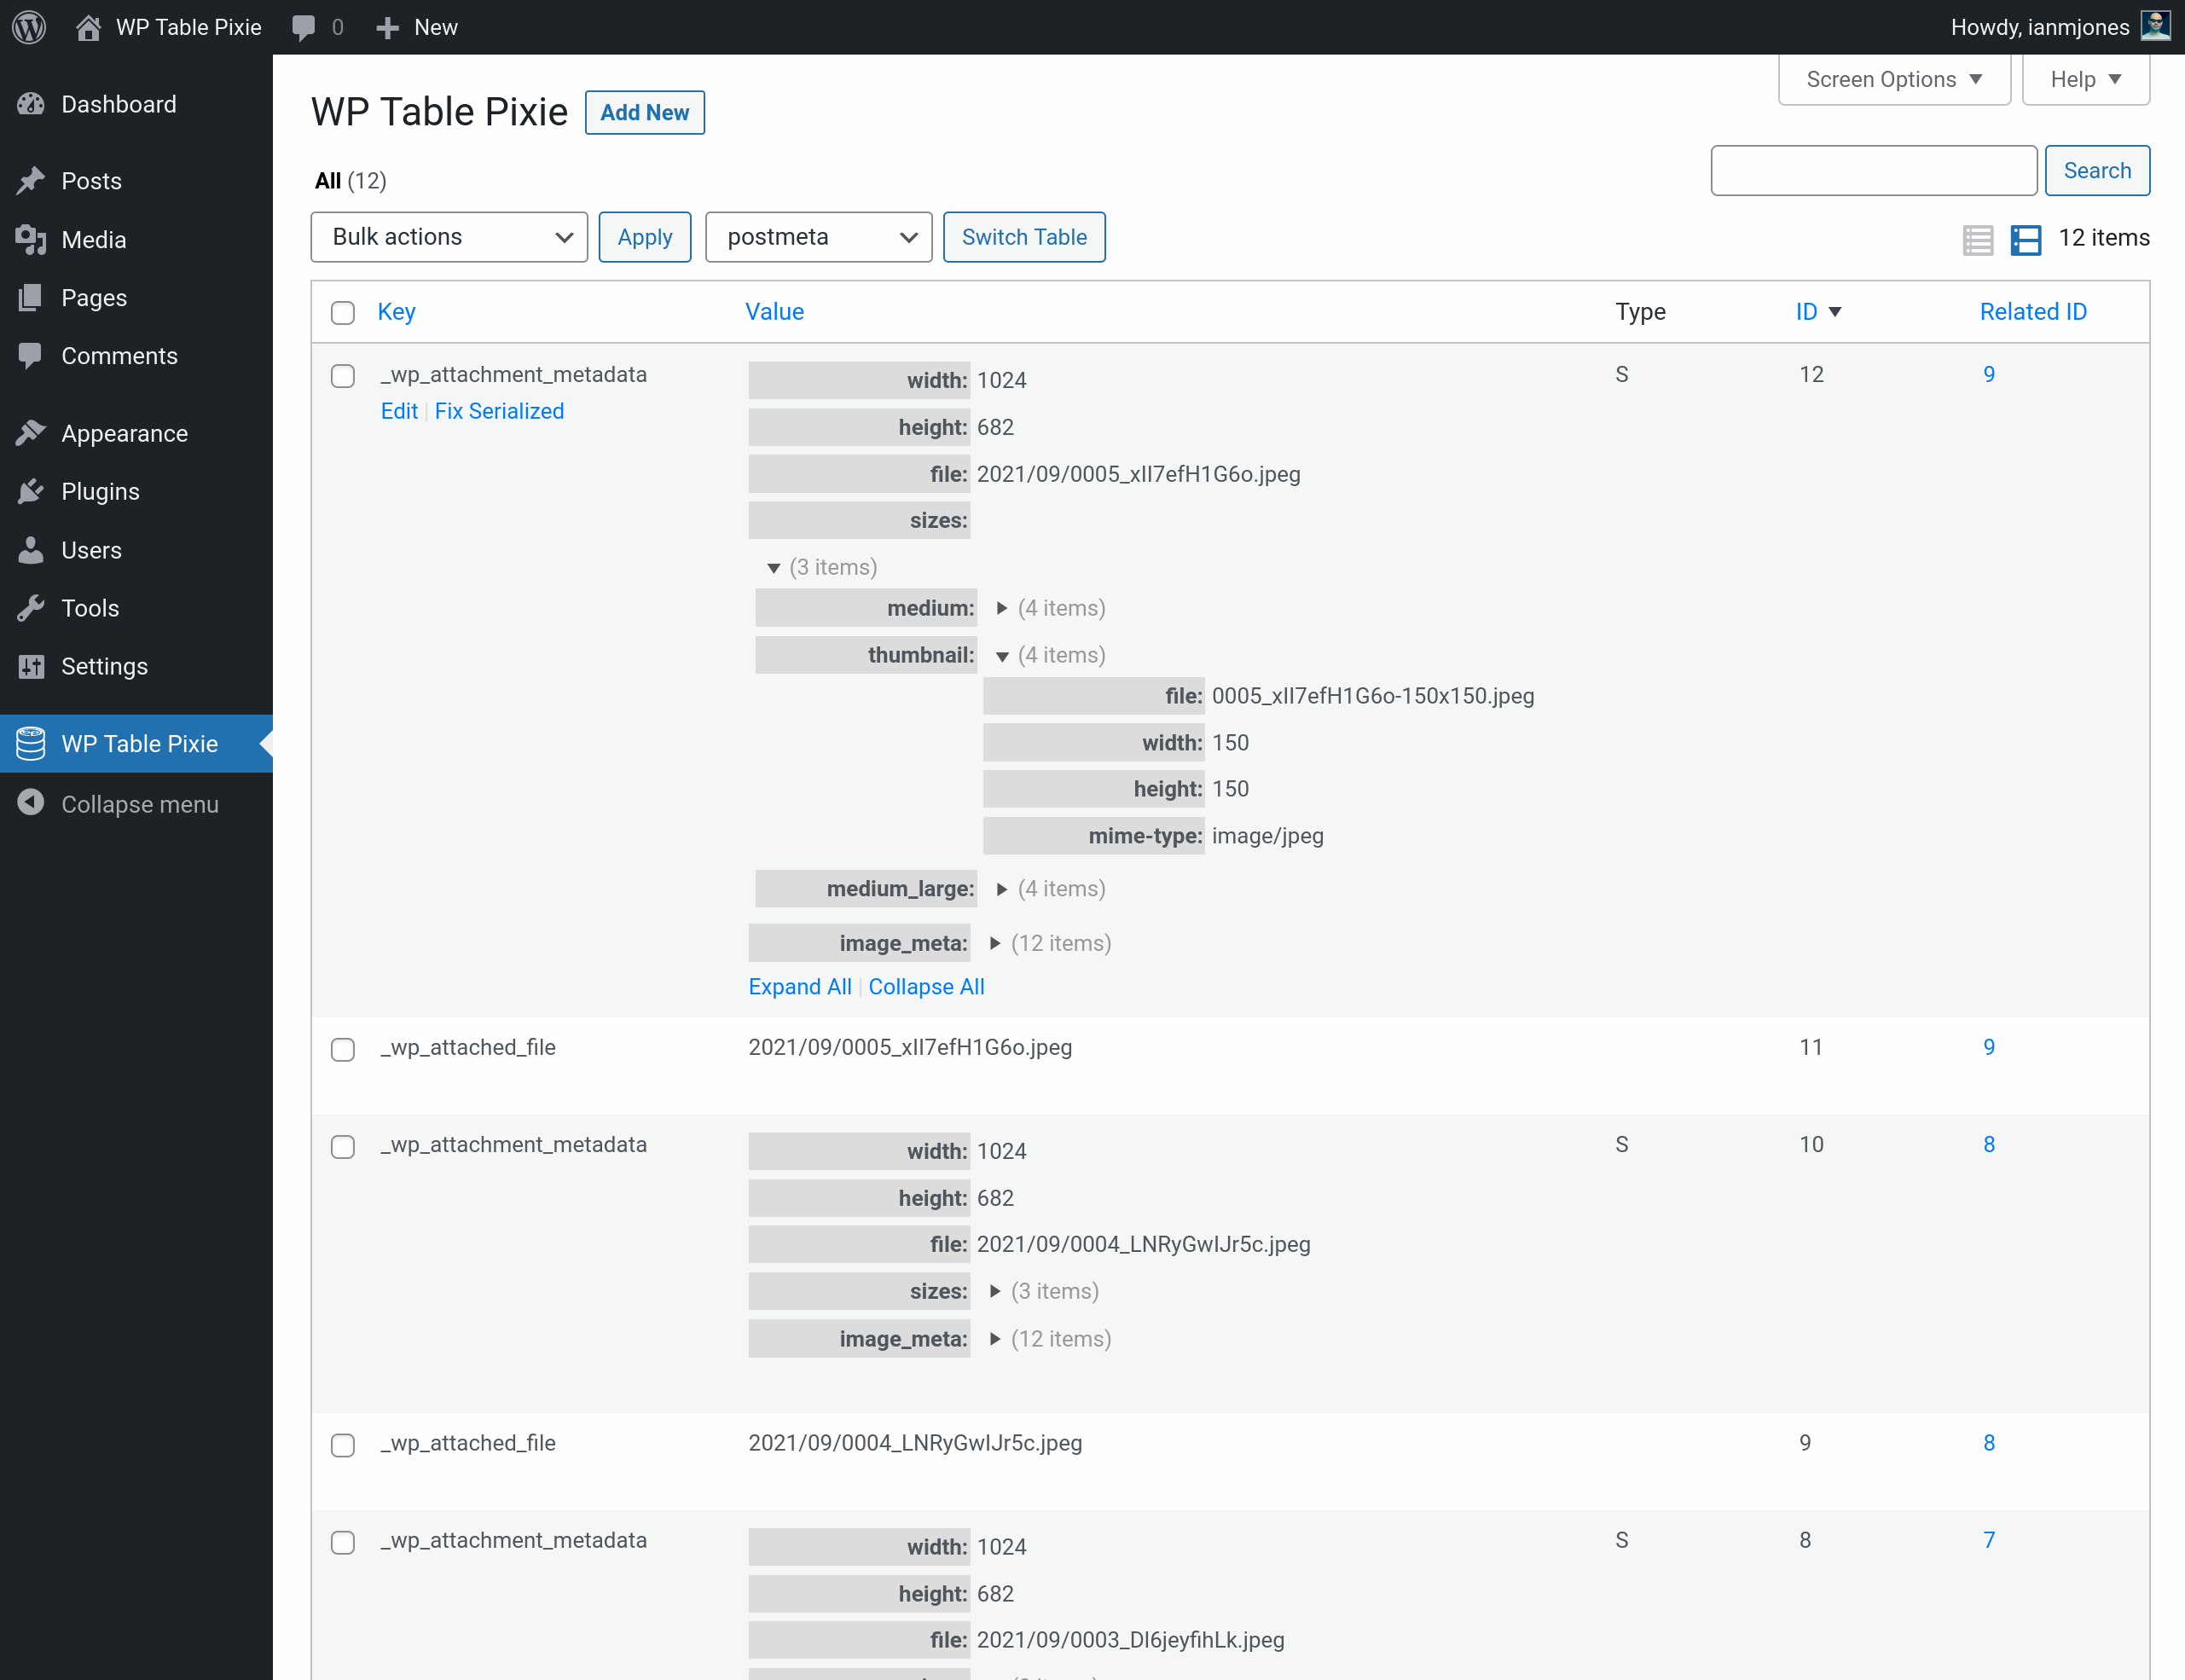 WP Table Pixie 0 New Howdy, ianmjones
Dashboard
Posts
Media
Pages
Comments
Appearance
Plugins
Users
Tools
Settings
WP Table Pixie
Collapse menu
Screen Options Help
WP Table Pixie Add New
All (12) Search
Bulk actions Apply postmeta Switch Table 12 items
Key Value Type ID Related ID
_wp_attachment_metadata width: 1024 S 12 9
Edit | Fix Serialized
height: 682
file: 2021/09/0005_xII7efH1G6o.jpeg
sizes:
(3 items)
medium: (4 items)
thumbnail: (4 items)
file: 0005_xII7efH1G6o-150x150.jpeg
width: 150
height: 150
mime-type: image/jpeg
medium_large: (4 items)
image_meta: (12 items)
Expand All | Collapse All
_wp_attached_file 2021/09/0005_xII7efH1G6o.jpeg 11 9
_wp_attachment_metadata width: 1024 S 10 8
height: 682
file: 2021/09/0004_LNRyGwIJr5c.jpeg
sizes: (3 items)
image_meta: (12 items)
_wp_attached_file 2021/09/0004_LNRyGwIJr5c.jpeg 9 8
_wp_attachment_metadata width: 1024 S 8 7
height: 682
file: 2021/09/0003_DI6jeyfihLk.jpeg